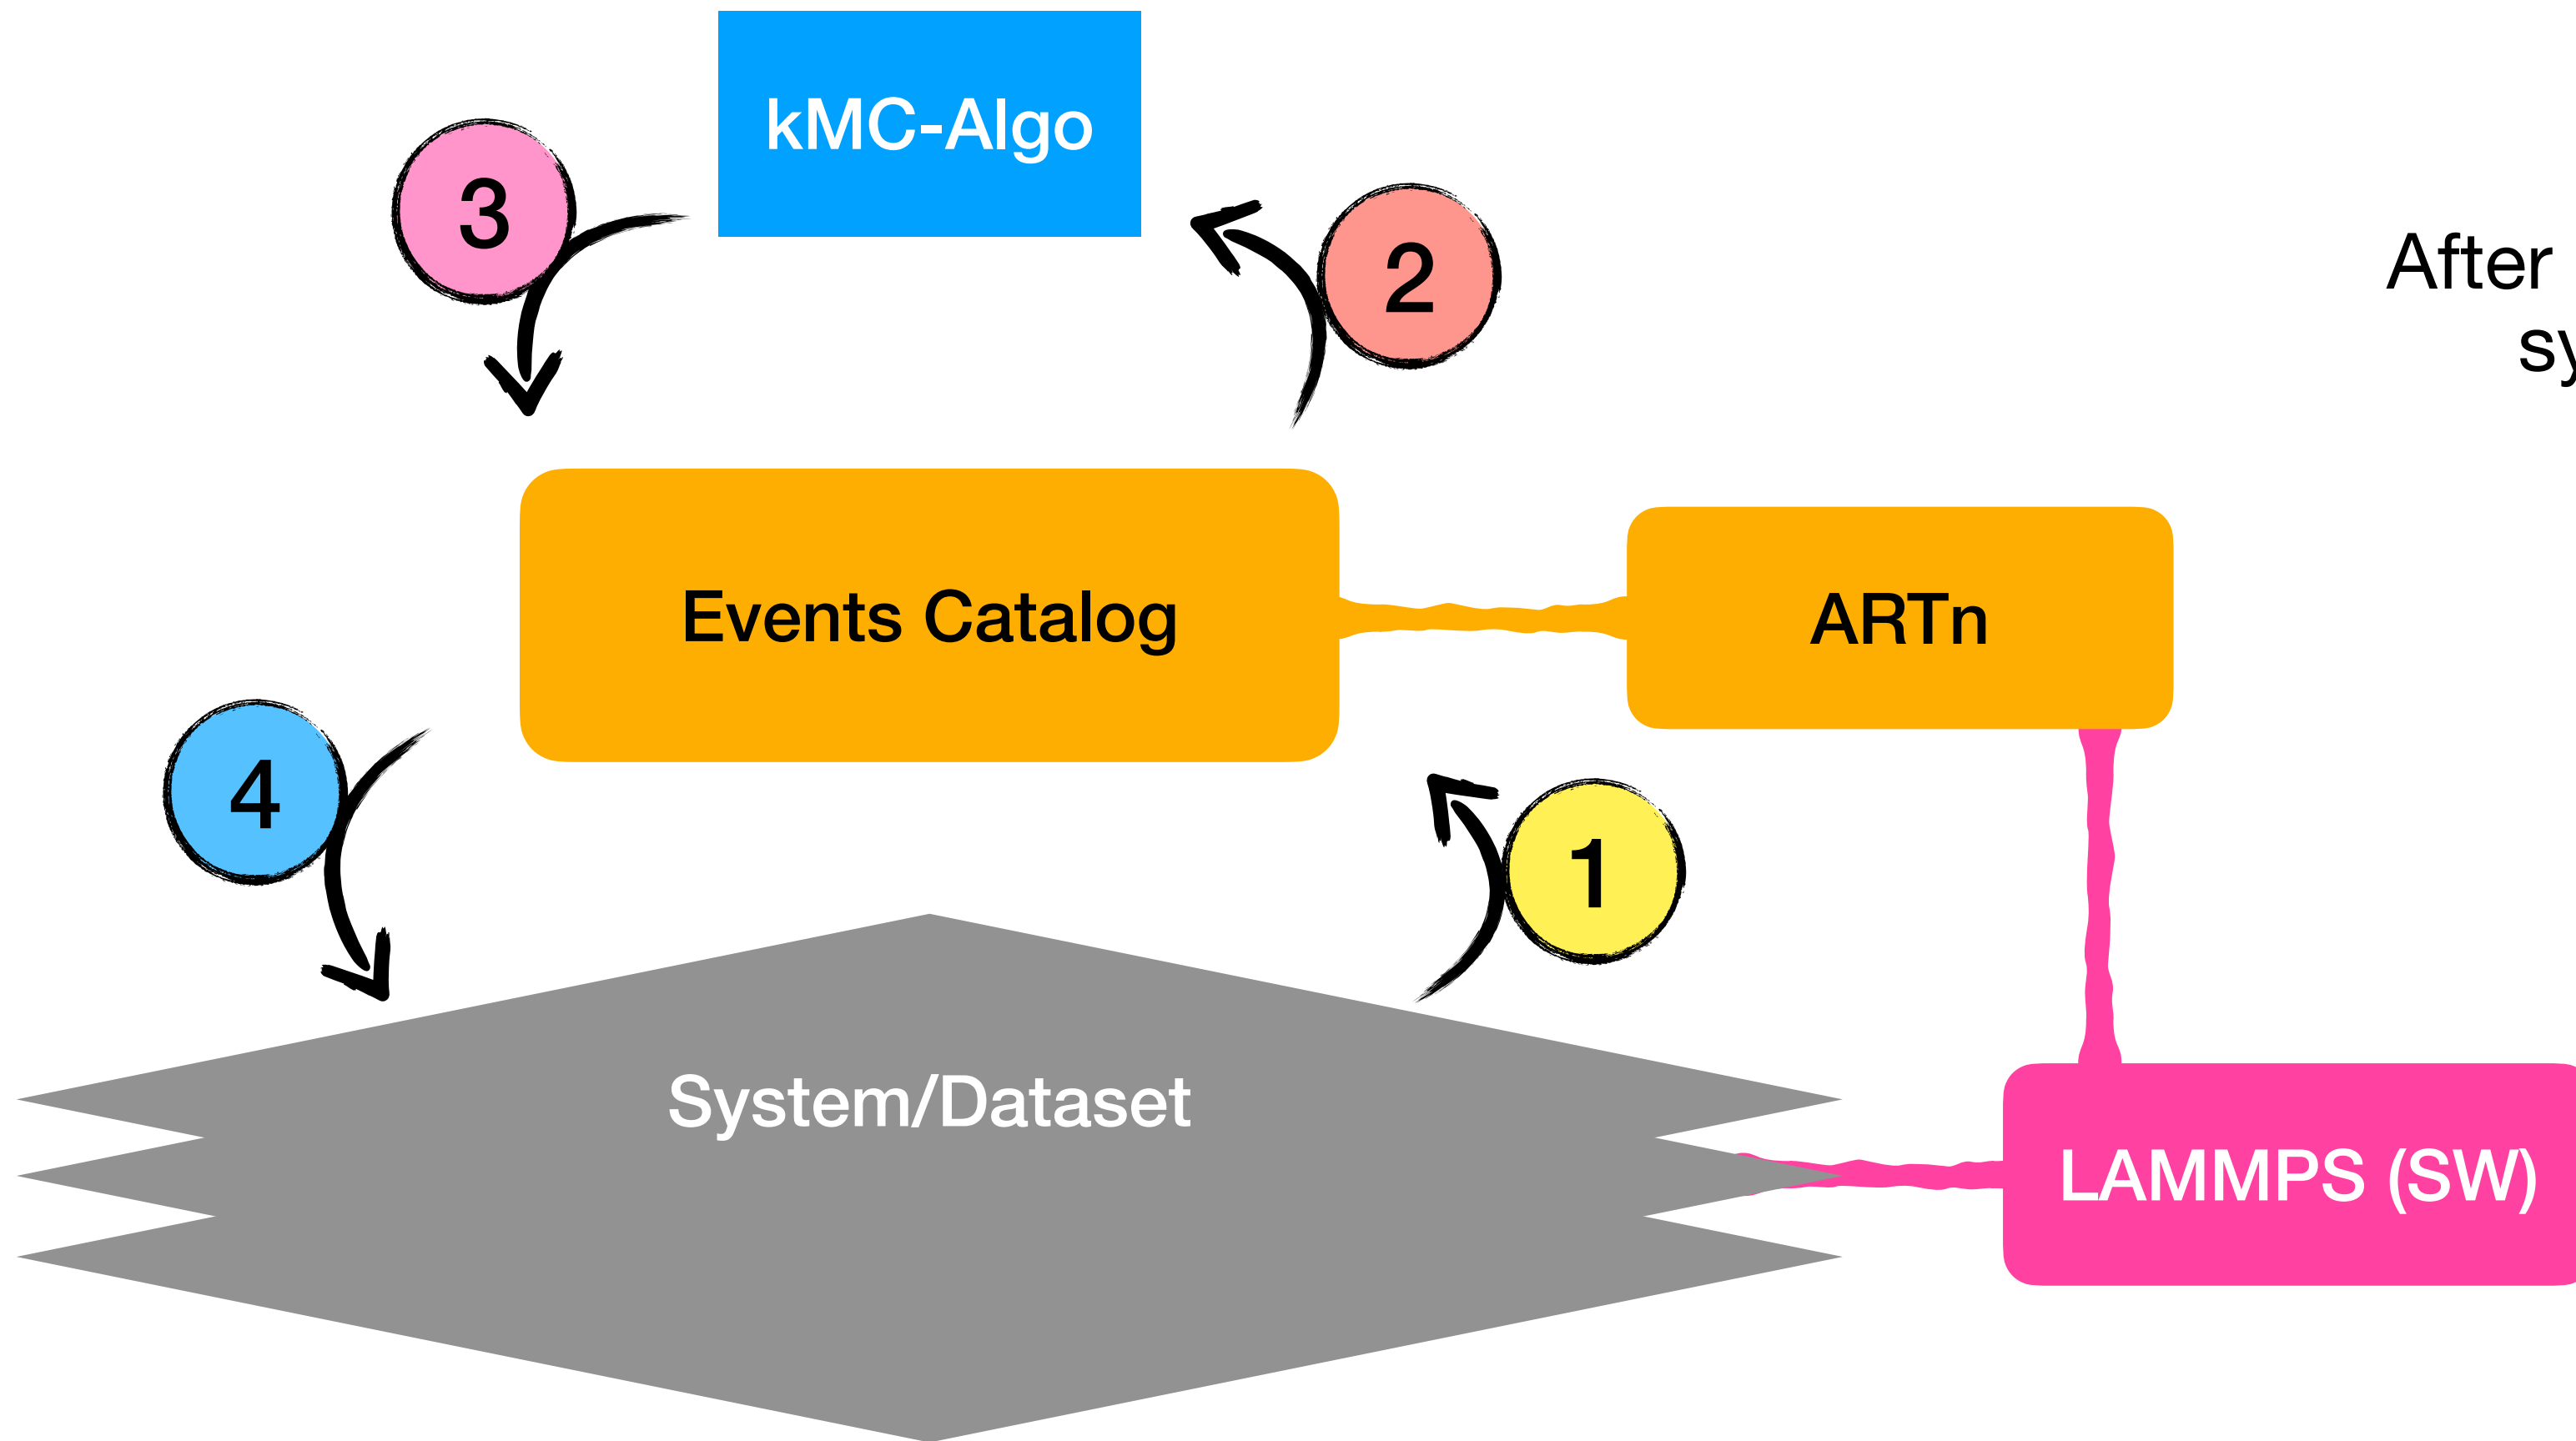 kMC-Algo
3
2
After
Events Catalog
ARTn
4
1
System/Dataset
LAMMPS (SW)